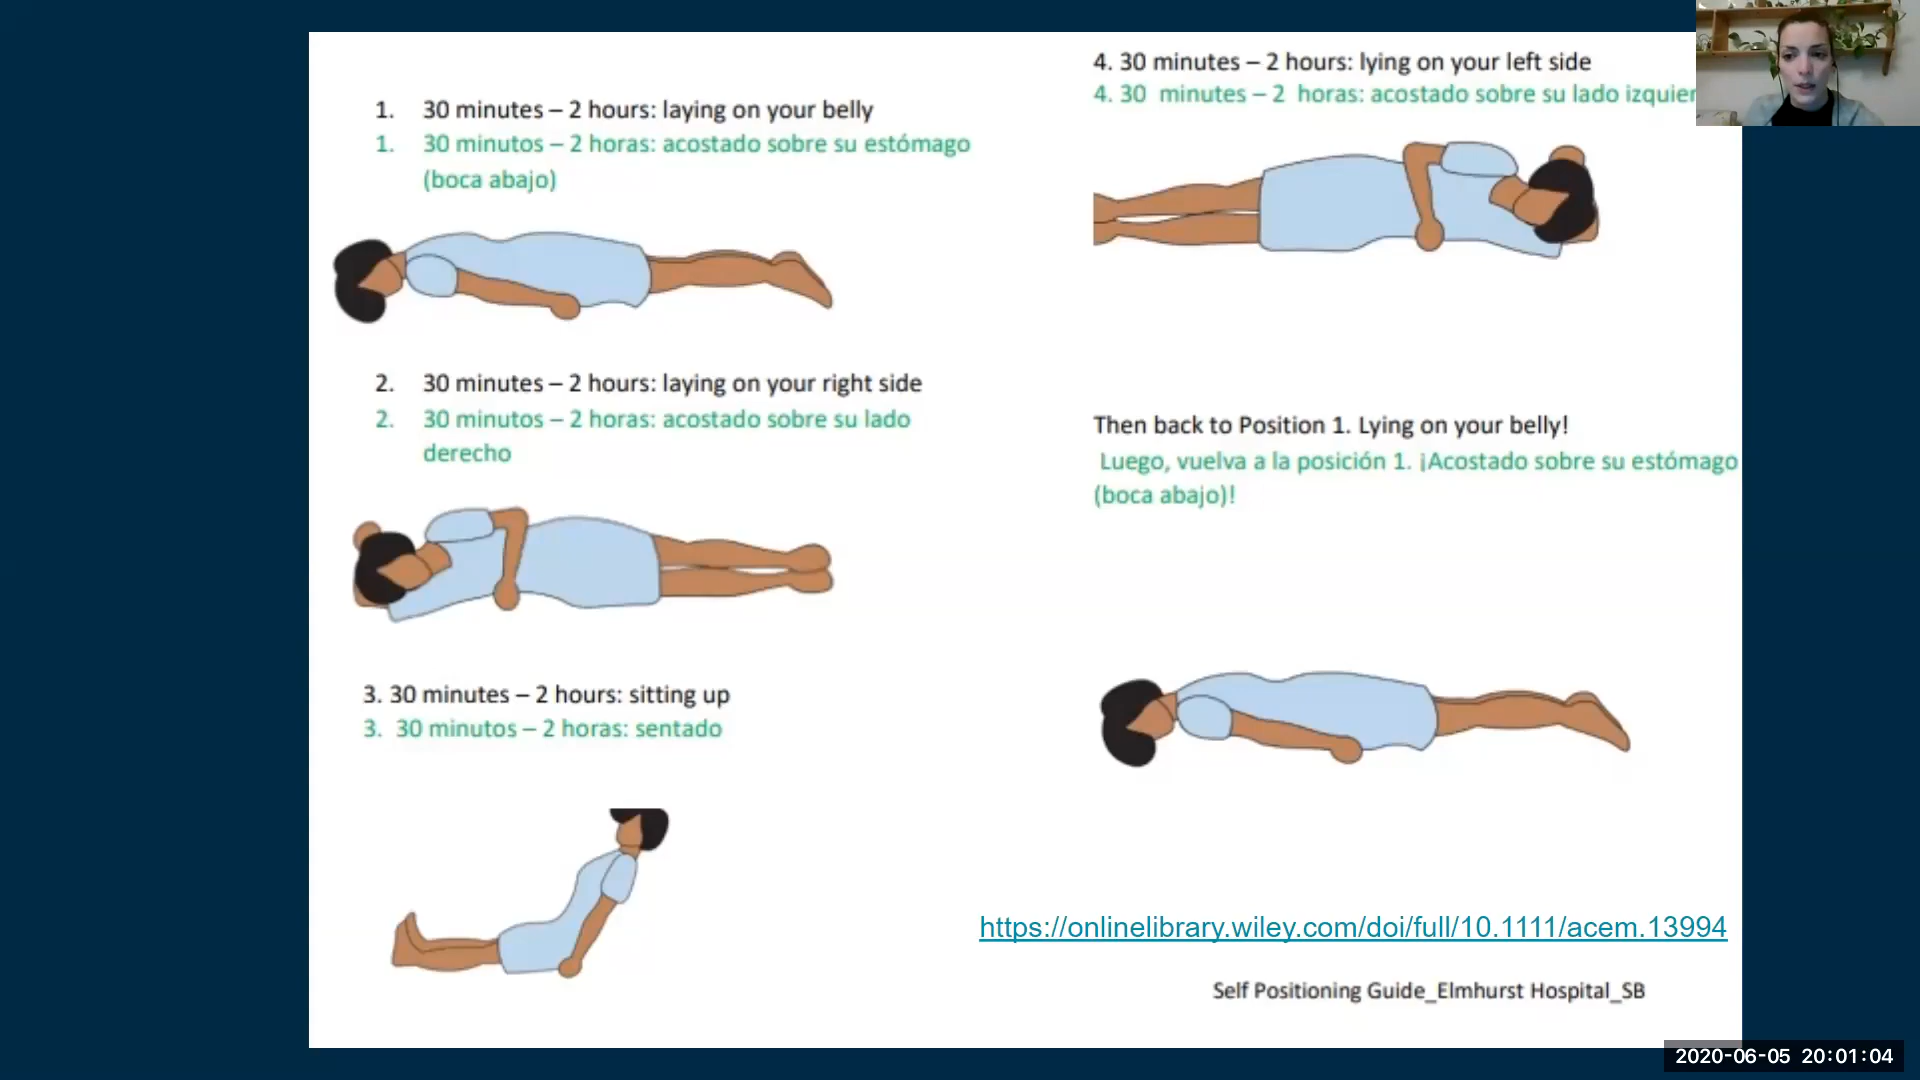 1. 30 minutes – 2 hours: laying on your belly
1. 30 minutos – 2 horas: acostado sobre su estómago
(boca abajo)
2. 30 minutes – 2 hours: laying on your right side
2. 30 minutos – 2 horas: acostado sobre su lado
derecho
3. 30 minutes – 2 hours: sitting up
3. 30 minutos – 2 horas: sentado
4. 30 minutes – 2 hours: lying on your left side
4. 30 minutes – 2 horas: acostado sobre su lado izquier
Then back to Position 1. Lying on your belly!
Luego, vuelva a la posición 1. ¡Acostado sobre su estómago
(boca abajo)!
https://onlinelibrary.wiley.com/doi/full/10.1111/acem.13994
Self Positioning Guide_Elmhurst Hospital_SB
2020-06-05 20:01:04